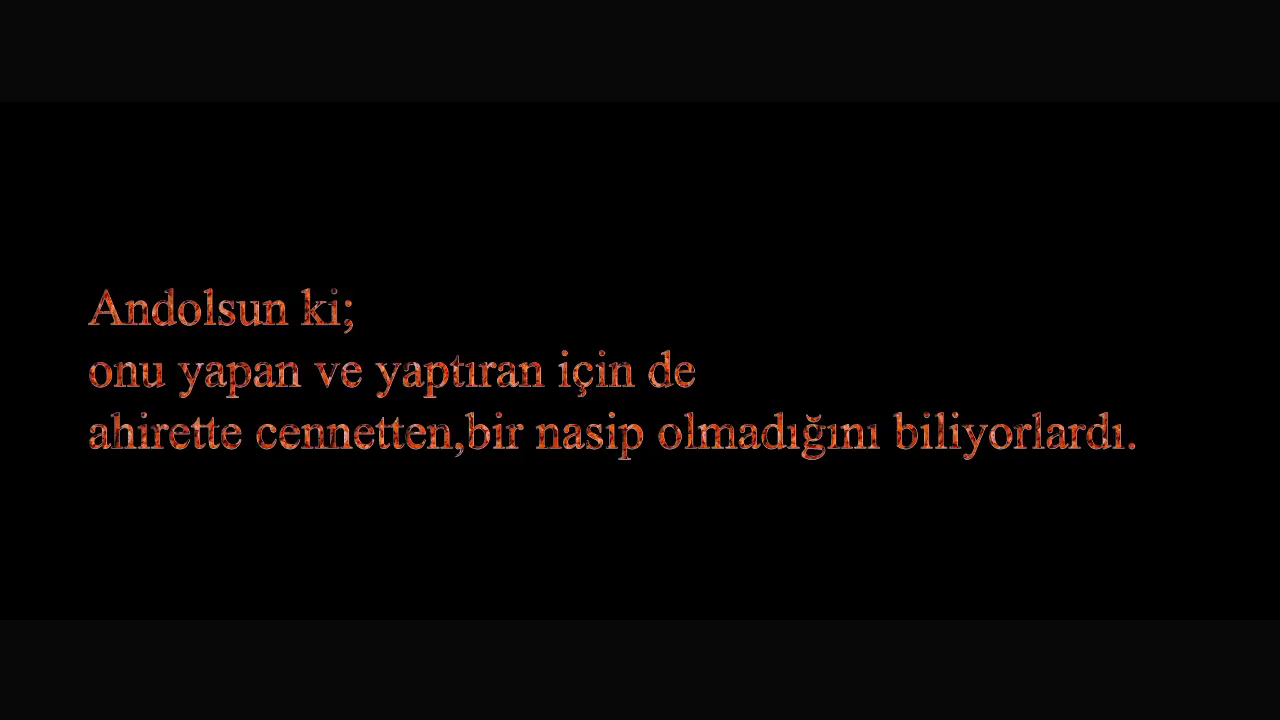 Andolsun ki;
onu yapan ve yaptıran için de
ahirette cennetten,bir nasip olmadığını biliyorlardı.